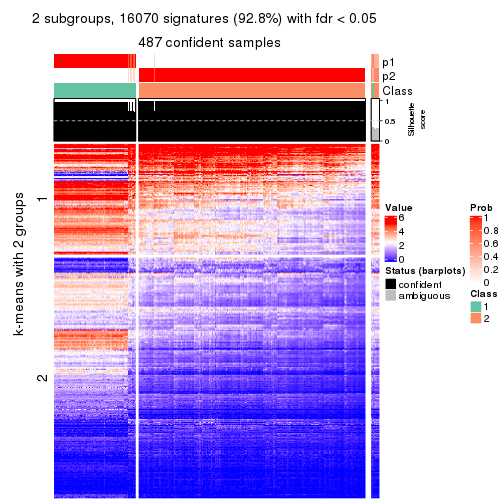 2 subgroups, 16070 signatures (92.8%) with fdr < 0.05
487 confident samples
p1
p2
Class
1
0.5
0
Silhouette
score
k-means with 2 groups
1
2
Value
6
4
2
0
Status (barplots)
confident
ambiguous
Prob
1
0.8
0.6
0.4
0.2
0
Class
1
2